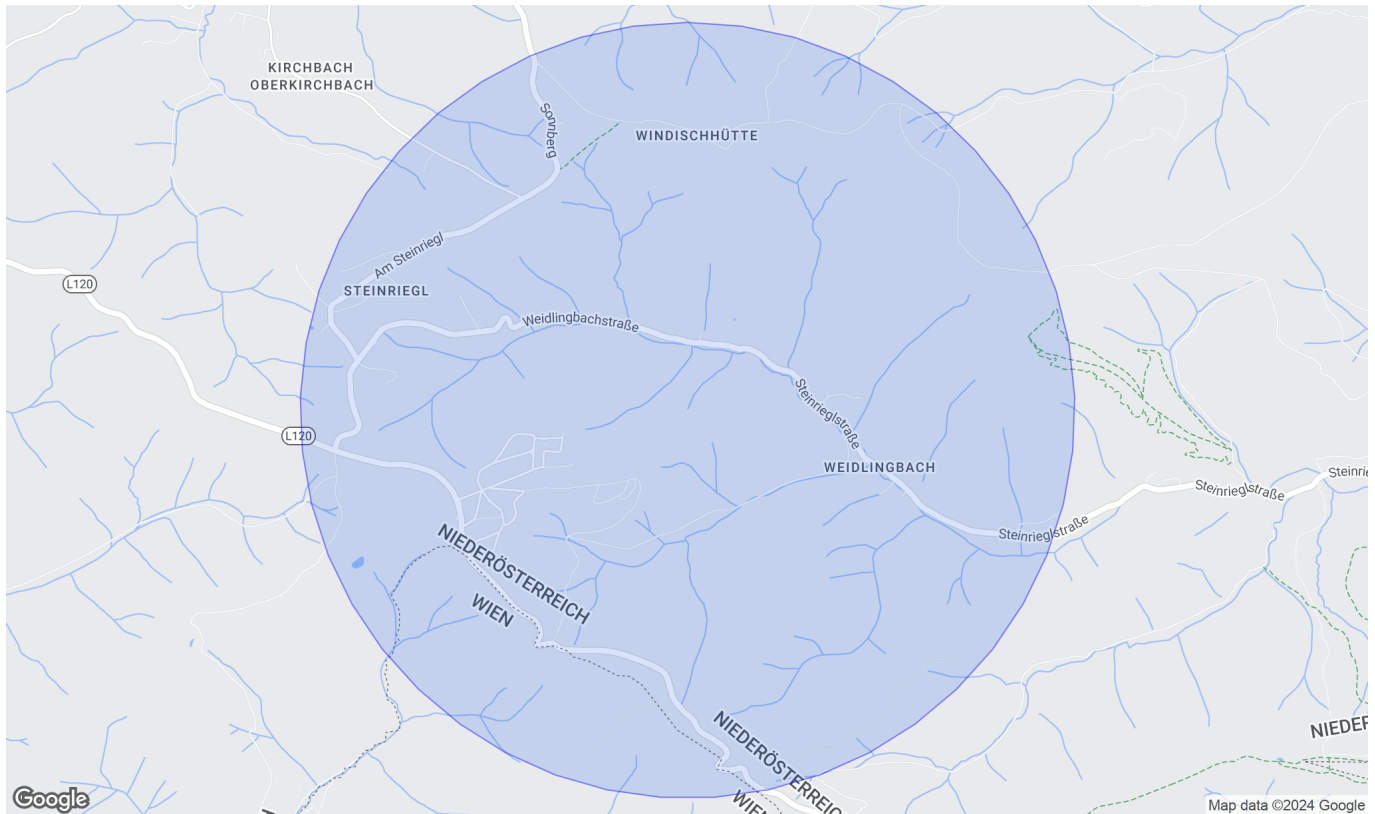 KIRCHBACH
OBERKIRCHBACH
Sonnberg
WINDISCHHÜTTE
Am Steinriegl
L120
STEINRIEGL
Weidlingbachstraße
Steinrieglstraße
L120
WEIDLINGBACH
Steinrie
Steinrieglstraße
Steinrieglstraße
NIEDERÖSTERREICH
WIEN
NIEDERÖSTERREICH
NIEDER
WIEN
Google
Map data ©2024 Google